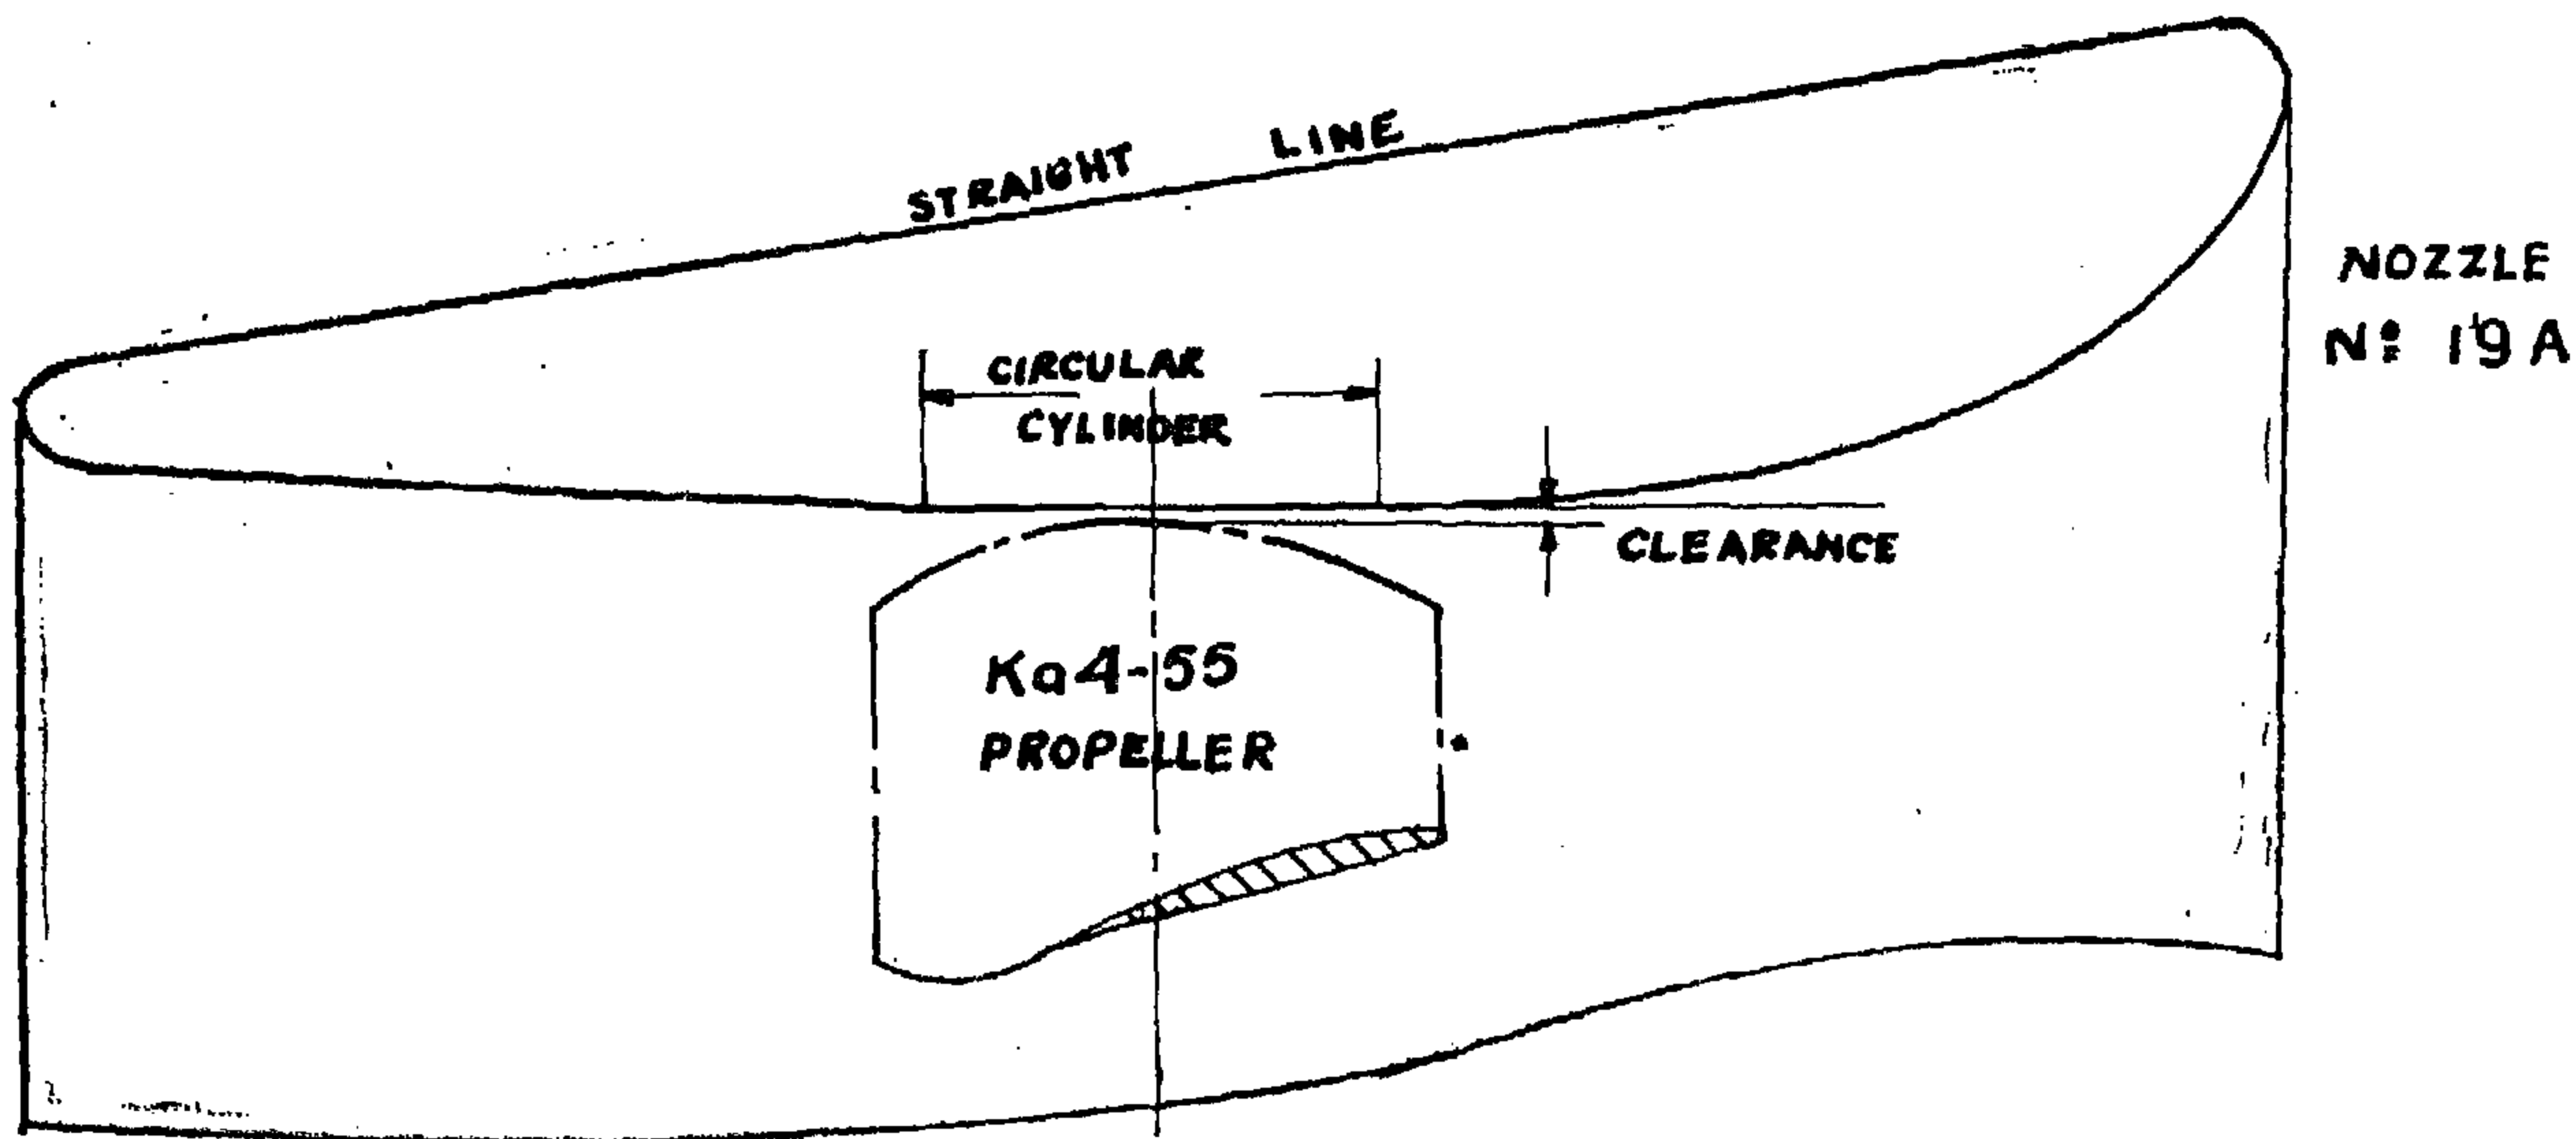 STRAIGHT LINE
NOZZLE
Nº 19A
CIRCULAR
CYLINDER
CLEARANCE
Ka4-55
PROPELLER